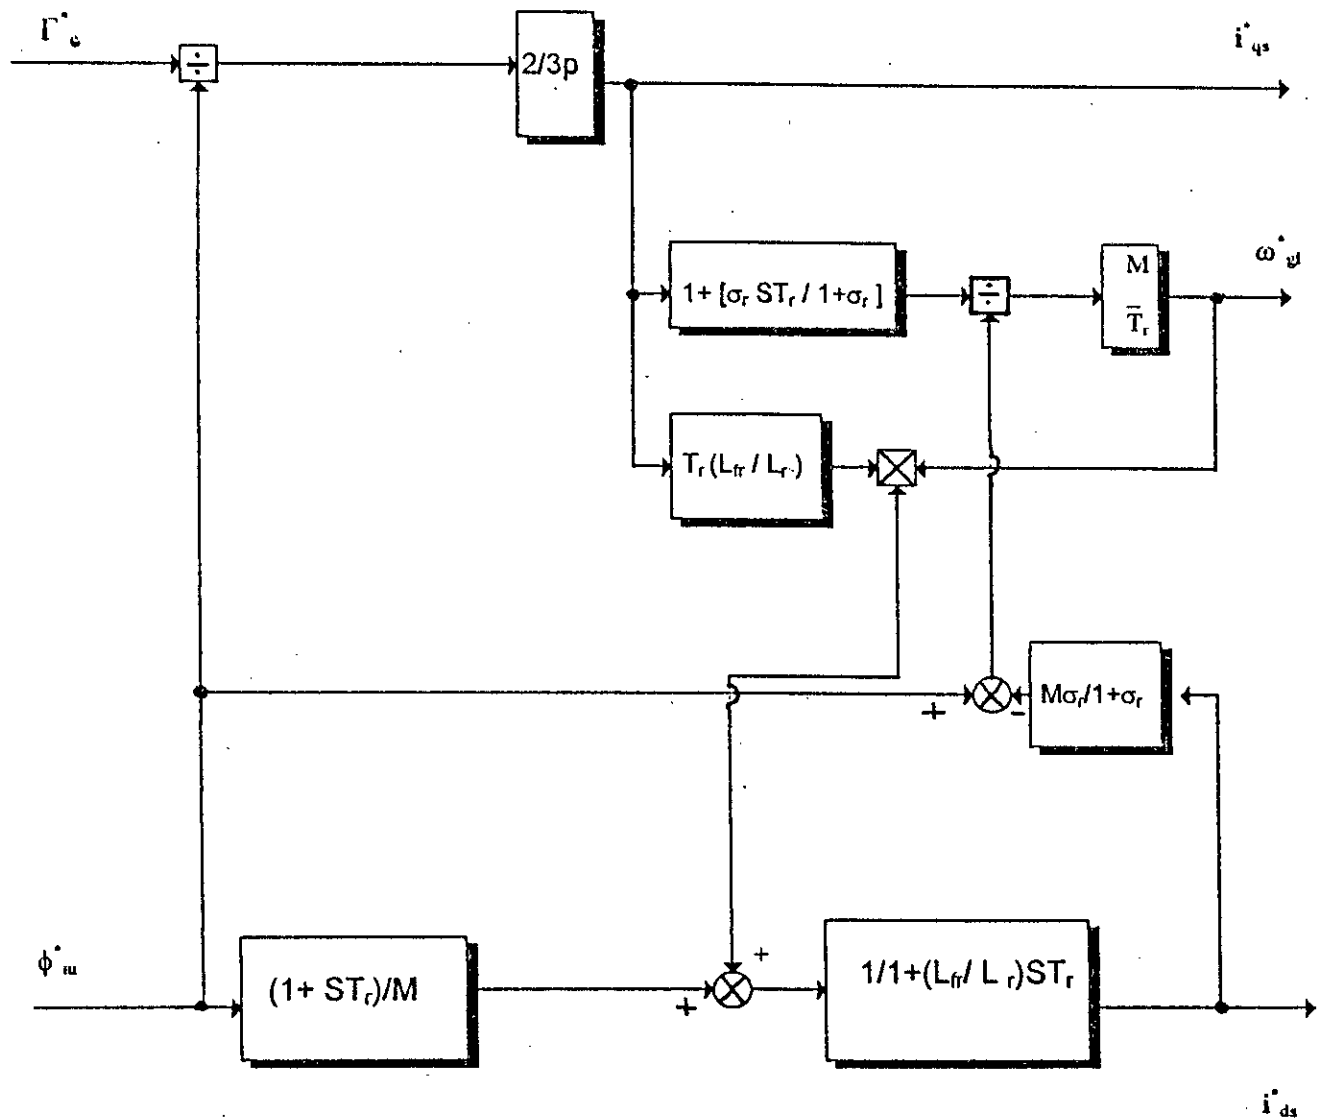 Γ*e
÷
2/3p
i*qs
1+ [σr STr / 1+σr ]
÷
M
Tr
ω*gl
Tr (Lfr / Lr)
+
-
Mσr/1+σr
ϕ*m
(1+ STr)/M
+
+
1/1+(Lfr/ Lr)STr
i*ds